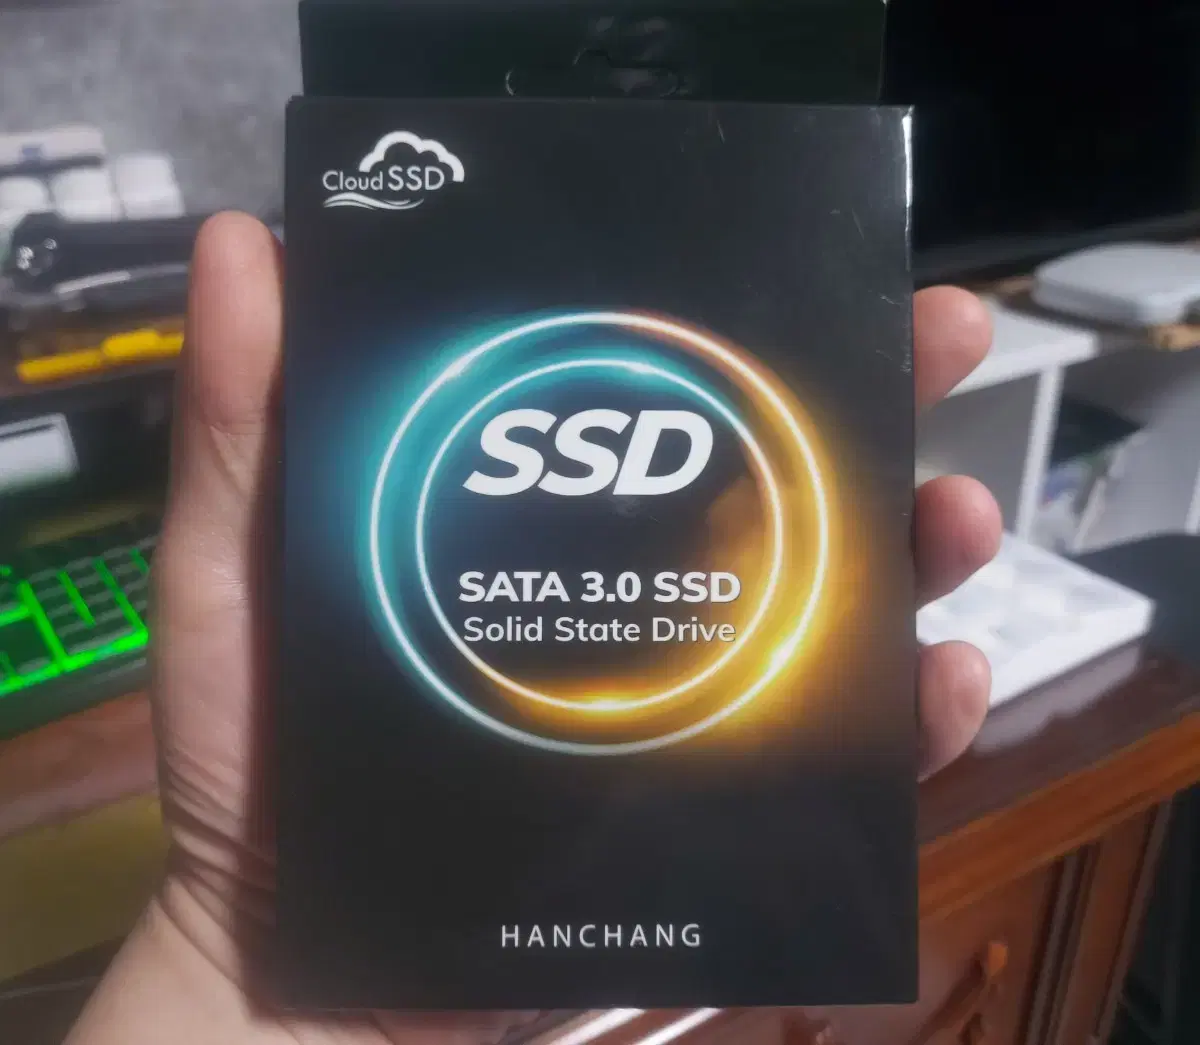 Cloud SSD
SSD
SATA 3.0 SSD
Solid State Drive
HANCHANG